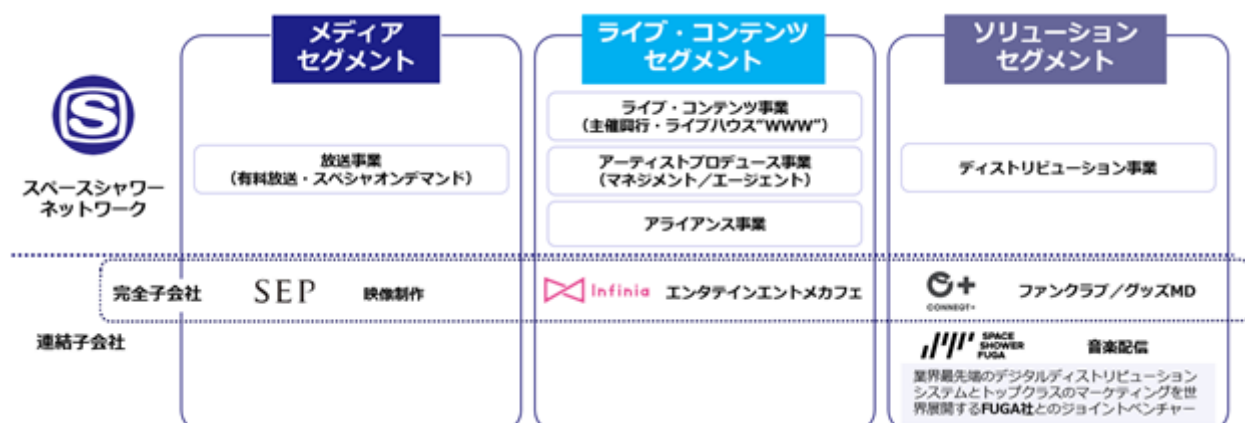 メディア
セグメント
ライブ・コンテンツ
セグメント
ソリューション
セグメント
S
スペースシャワー
ネットワーク
放送事業
(有料放送・スペシャオンデマンド)
ライブ・コンテンツ事業
(主催興行・ライブハウス"WWW")
アーティストプロデュース事業
(マネジメント/エージェント)
アライアンス事業
ディストリビューション事業
完全子会社
SEP 映像制作
Infinia エンタテインエントメカフェ
CONNECT+ ファンクラブ/グッズMD
連結子会社
SPACE
SHOWER
FUGA
音楽配信
業界最先端のデジタルディストリビューション
システムとトップクラスのマーケティングを世
界展開するFUGA社とのジョイントベンチャー